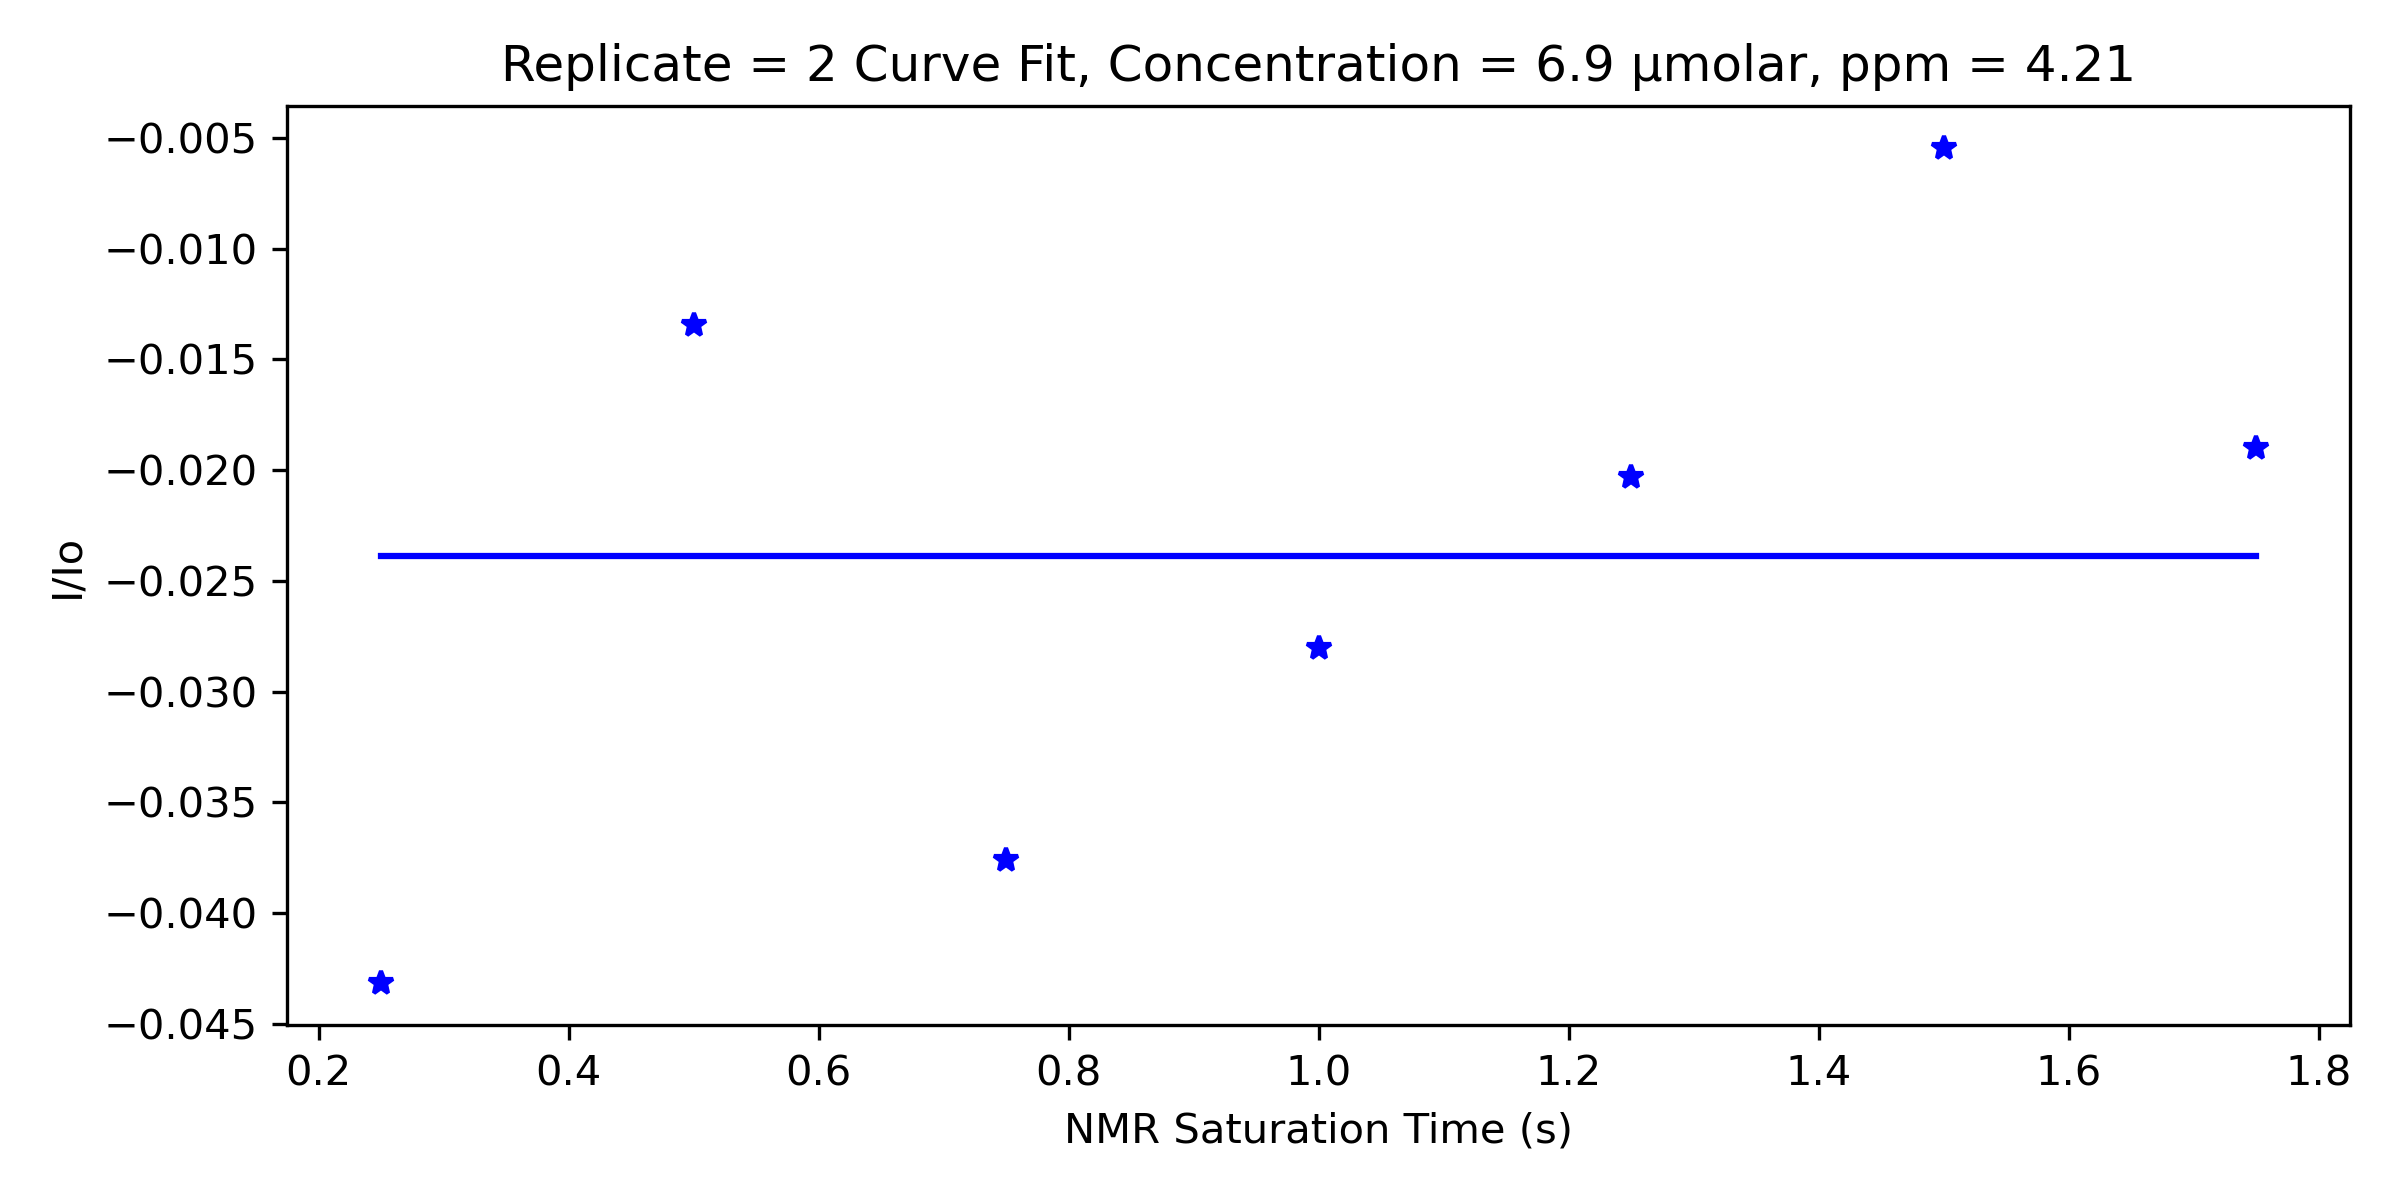 Replicate = 2 Curve Fit, Concentration = 6.9 µmolar, ppm = 4.21
−0.005
−0.010
−0.015
−0.020
−0.025
−0.030
−0.035
−0.040
−0.045
I/Io
0.2 0.4 0.6 0.8 1.0 1.2 1.4 1.6 1.8
NMR Saturation Time (s)